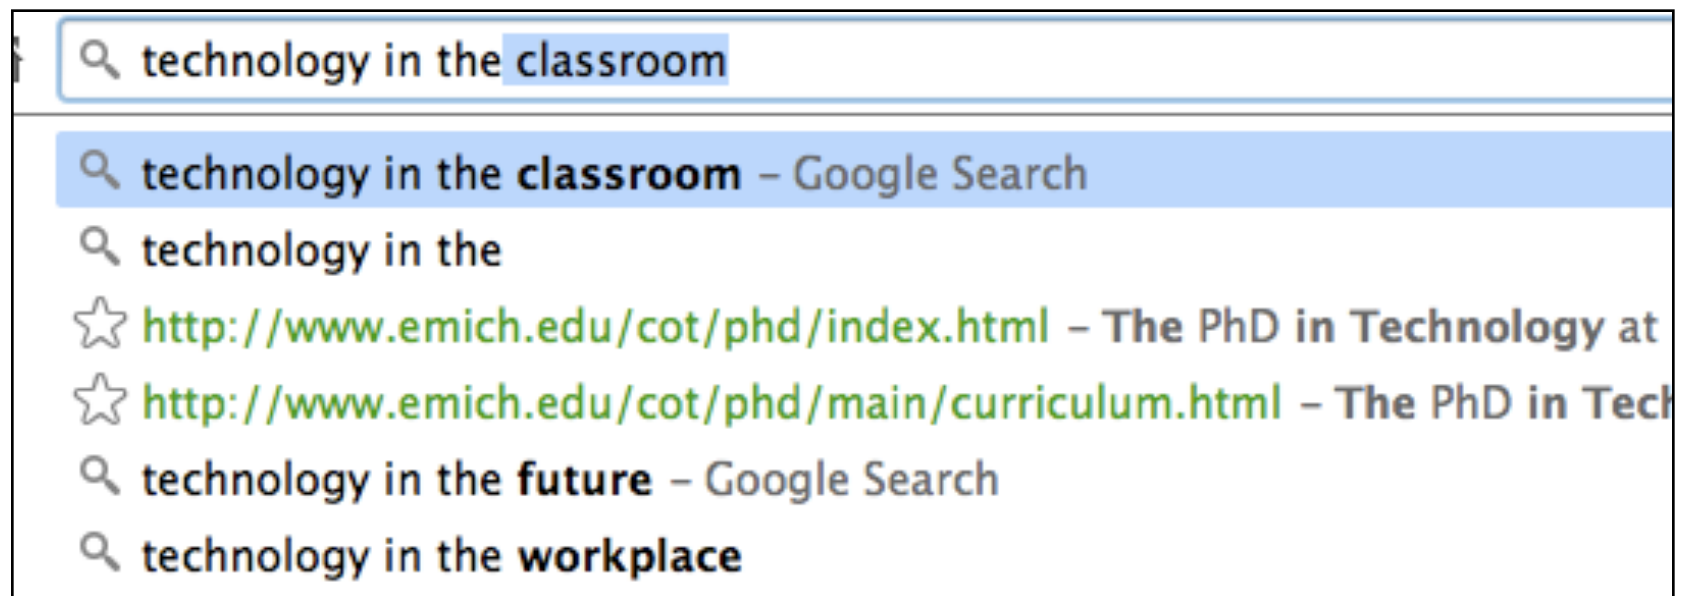 technology in the classroom
technology in the classroom – Google Search
technology in the
http://www.emich.edu/cot/phd/index.html – The PhD in Technology at
http://www.emich.edu/cot/phd/main/curriculum.html – The PhD in
technology in the future – Google Search
technology in the workplace